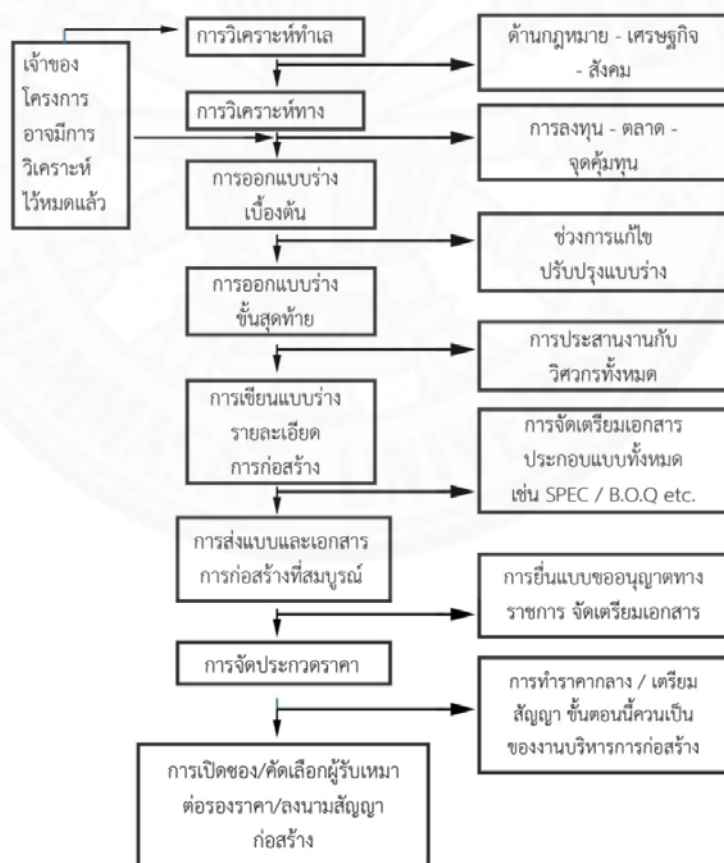 การวิเคราะห์ทำเล
ด้านกฎหมาย - เศรษฐกิจ
- สังคม
เจ้าของ
โครงการ
อาจมีการ
วิเคราะห์
ไว้หมดแล้ว
การวิเคราะห์ทาง
การลงทุน - ตลาด -
จุดคุ้มทุน
การออกแบบร่าง
เบื้องต้น
ช่วงการแก้ไข
ปรับปรุงแบบร่าง
การออกแบบร่าง
ขั้นสุดท้าย
การประสานงานกับ
วิศวกรทั้งหมด
การเขียนแบบร่าง
รายละเอียด
การก่อสร้าง
การจัดเตรียมเอกสาร
ประกอบแบบทั้งหมด
เช่น SPEC / B.O.Q etc.
การส่งแบบและเอกสาร
การก่อสร้างที่สมบูรณ์
การยื่นแบบขออนุญาตทาง
ราชการ จัดเตรียมเอกสาร
การจัดประกวดราคา
การทำราคากลาง / เตรียม
สัญญา ขั้นตอนนี้ควนเป็น
ของงานบริหารการก่อสร้าง
การเปิดซอง/คัดเลือกผู้รับเหมา
ต่อรองราคา/ลงนามสัญญา
ก่อสร้าง